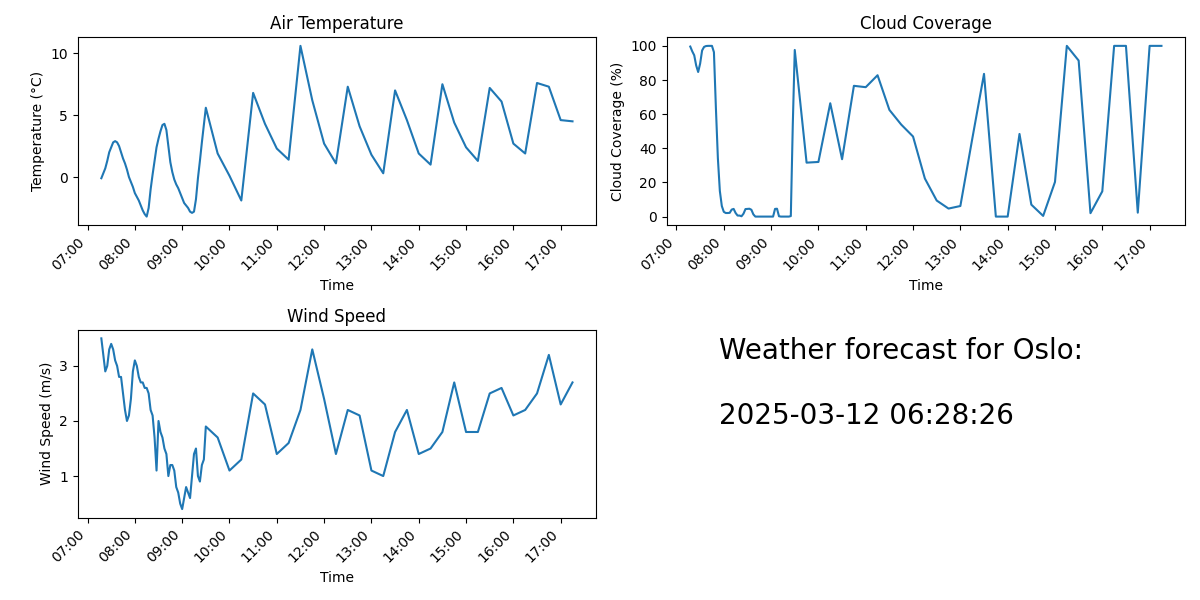 Air Temperature
Temperature (°C)
10
5
0
07:00 08:00 09:00 10:00 11:00 12:00 13:00 14:00 15:00 16:00 17:00
Time
Cloud Coverage
Cloud Coverage (%)
100
80
60
40
20
0
07:00 08:00 09:00 10:00 11:00 12:00 13:00 14:00 15:00 16:00 17:00
Time
Wind Speed
Wind Speed (m/s)
3
2
1
07:00 08:00 09:00 10:00 11:00 12:00 13:00 14:00 15:00 16:00 17:00
Time
Weather forecast for Oslo:
2025-03-12 06:28:26